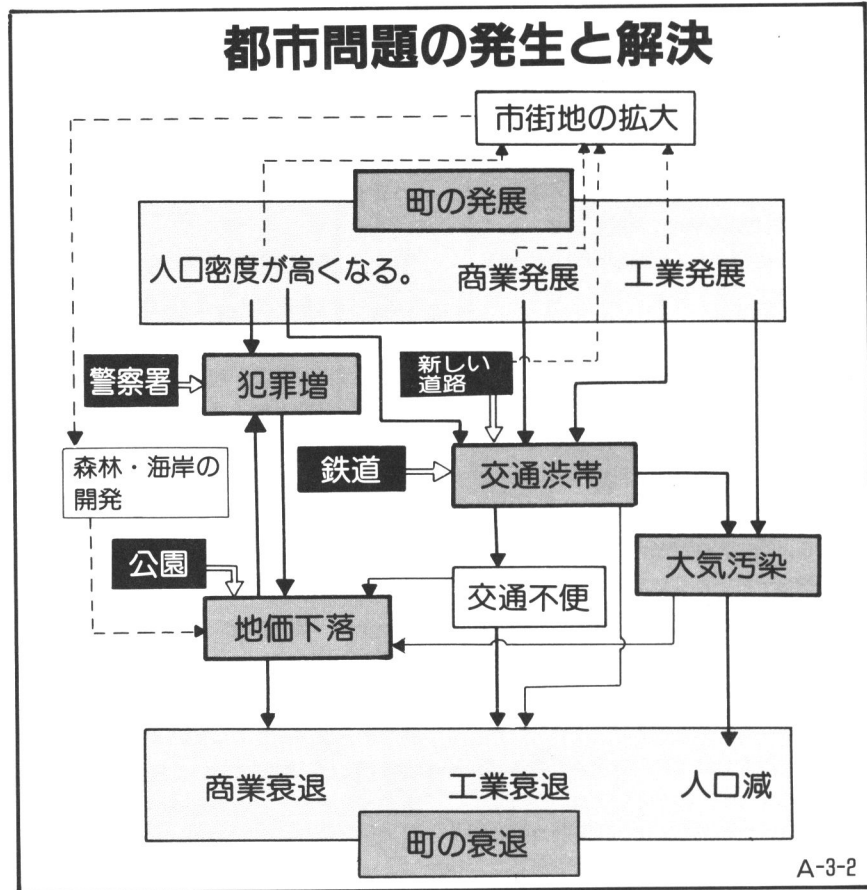 都市問題の発生と解決
市街地の拡大
町の発展
人口密度が高くなる。
商業発展
工業発展
警察署
犯罪増
新しい
道路
森林・海岸の
開発
鉄道
交通渋帯
公園
大気汚染
地価下落
交通不便
商業衰退
工業衰退
人口減
町の衰退
A-3-2